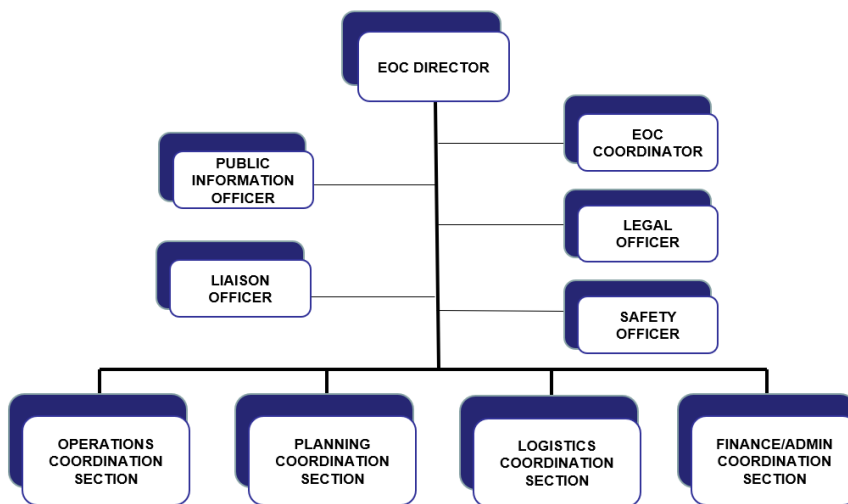 EOC DIRECTOR
EOC
COORDINATOR
PUBLIC
INFORMATION
OFFICER
LEGAL
OFFICER
LIAISON
OFFICER
SAFETY
OFFICER
OPERATIONS
COORDINATION
SECTION
PLANNING
COORDINATION
SECTION
LOGISTICS
COORDINATION
SECTION
FINANCE/ADMIN
COORDINATION
SECTION